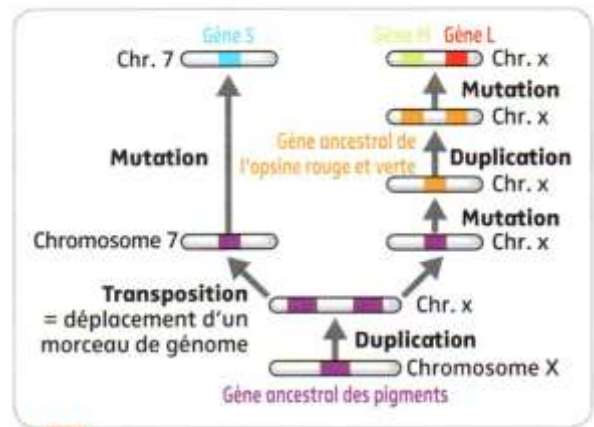 Gène S
Gène M
Gène L
Chr. 7
Chr. x
Mutation
Chr. x
Gène ancestral de
l'opsine rouge et verte
Duplication
Mutation
Chr. x
Mutation
Chromosome 7
Chr. x
Transposition
= déplacement d'un
morceau de génome
Chr. x
Duplication
Chromosome X
Gène ancestral des pigments